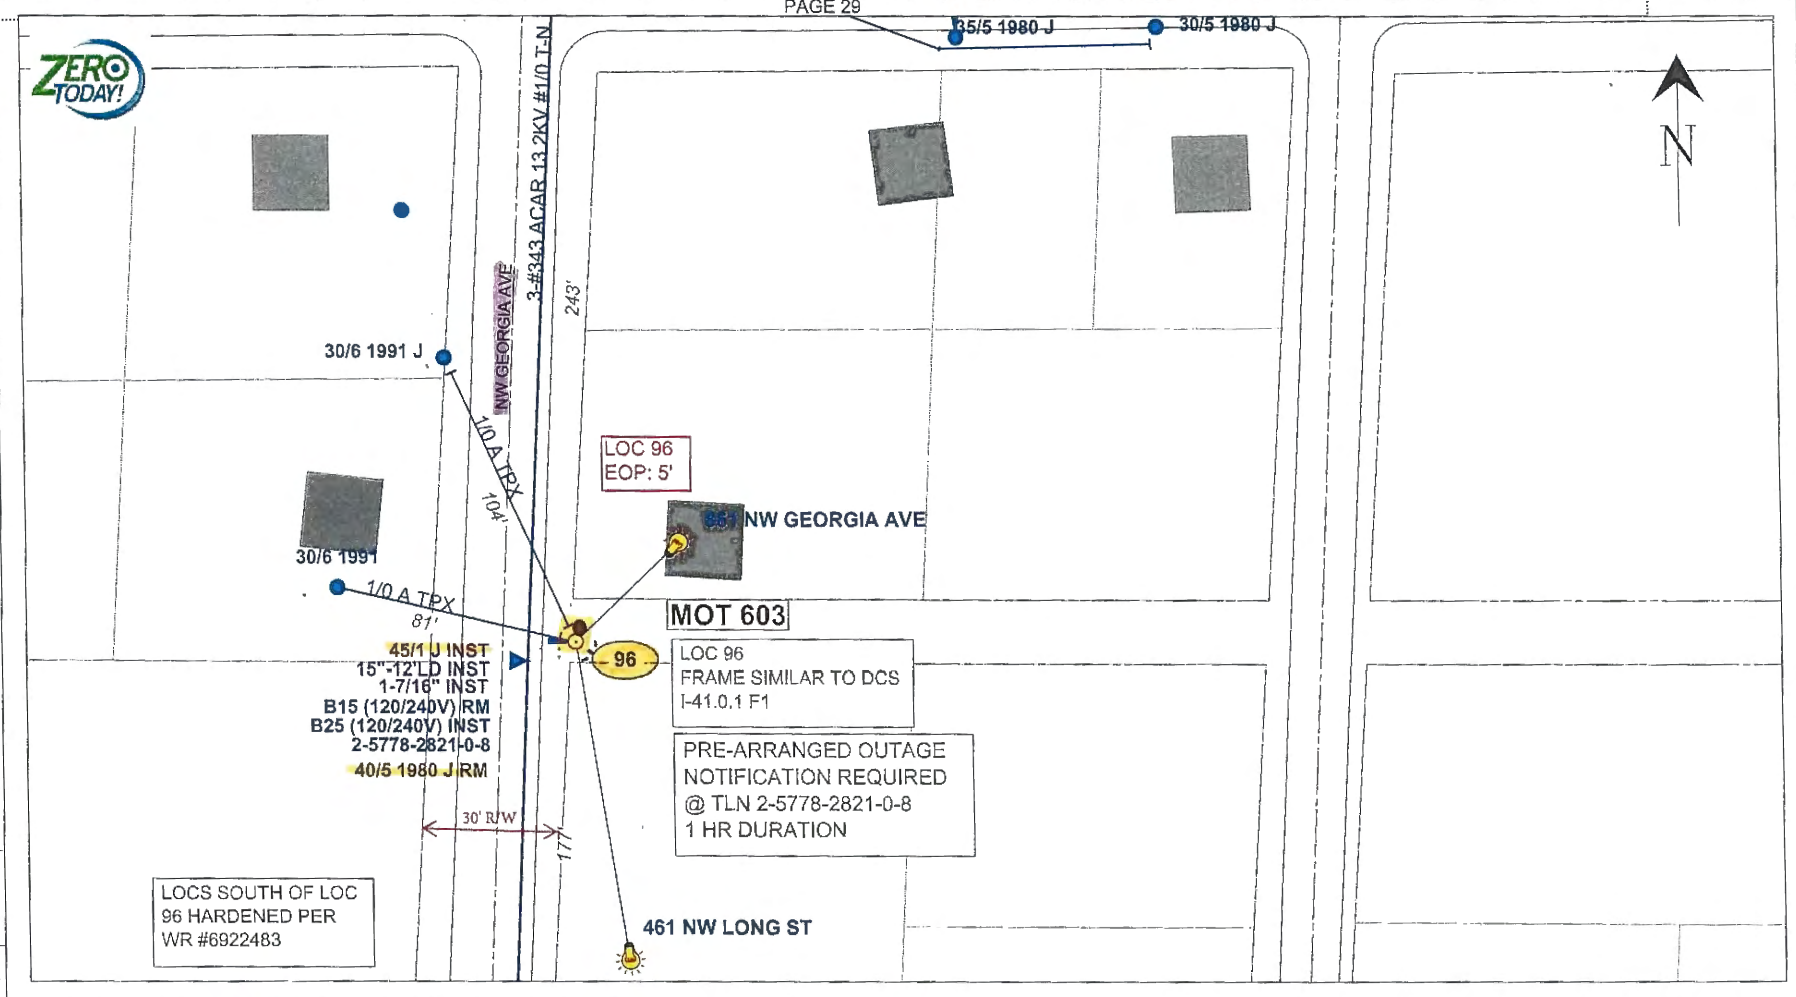 PAGE 29
35/5 1980 J
30/5 1980 J
ZERO
TODAY!
N
3-#343 ACAR 13.2KV #1/0 T-N
243'
NW GEORGIA AVE
30/6 1991 J
1/0 A TPX
104'
LOC 96
EOP: 5'
NW GEORGIA AVE
30/6 1991
1/0 A TPX
81'
MOT 603
45/1 J INST
15"-12'LD INST
1-7/16" INST
B15 (120/240V) RM
B25 (120/240V) INST
2-5778-2821-0-8
40/5 1980 J RM
96
LOC 96
FRAME SIMILAR TO DCS
I-41.0.1 F1
PRE-ARRANGED OUTAGE
NOTIFICATION REQUIRED
@ TLN 2-5778-2821-0-8
1 HR DURATION
30' R/W
177'
LOCS SOUTH OF LOC
96 HARDENED PER
WR #6922483
461 NW LONG ST